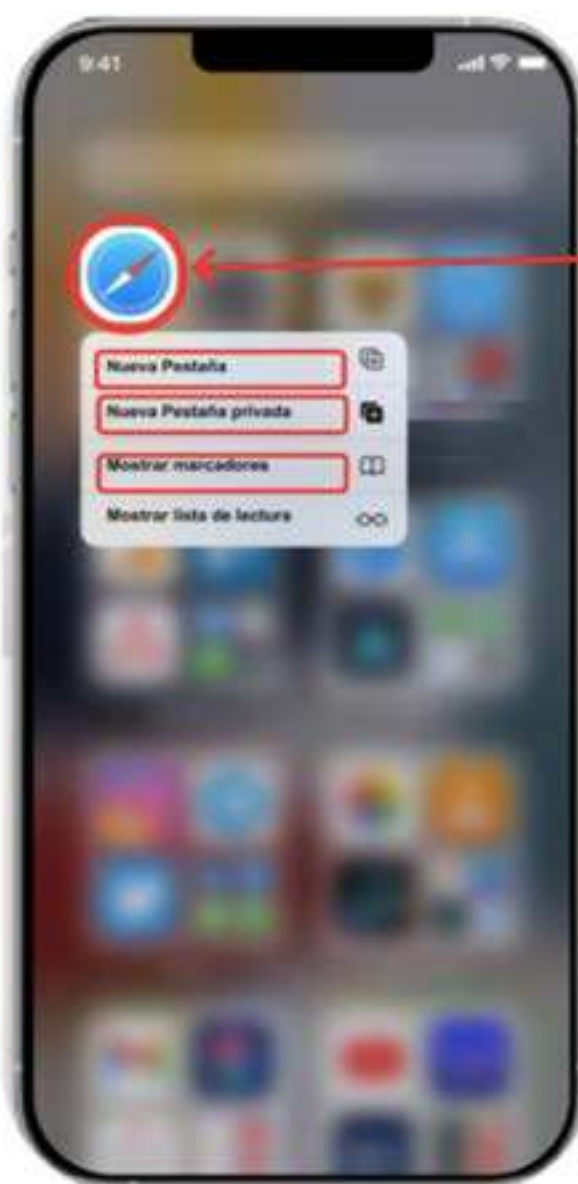 9:41
Nueva Pestaña
Nueva Pestaña privada
Mostrar marcadores
Mostrar lista de lectura